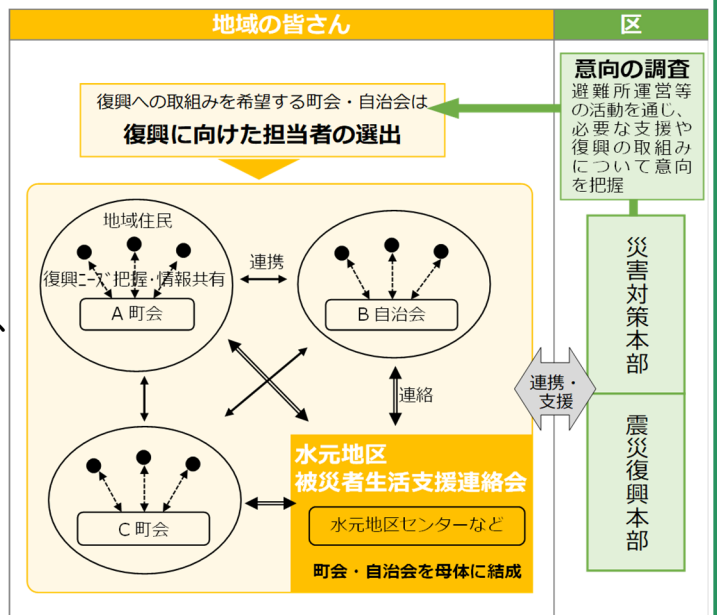 地域の皆さん
区
復興への取組みを希望する町会・自治会は
復興に向けた担当者の選出
意向の調査
避難所運営等
の活動を通じ、
必要な支援や
復興の取組み
について意向
を把握
地域住民
復興ﾆｰｽﾞ把握・情報共有
A町会
連携
B自治会
災害対策本部
連携・
支援
連絡
震災復興本部
C町会
水元地区
被災者生活支援連絡会
水元地区センターなど
町会・自治会を母体に結成